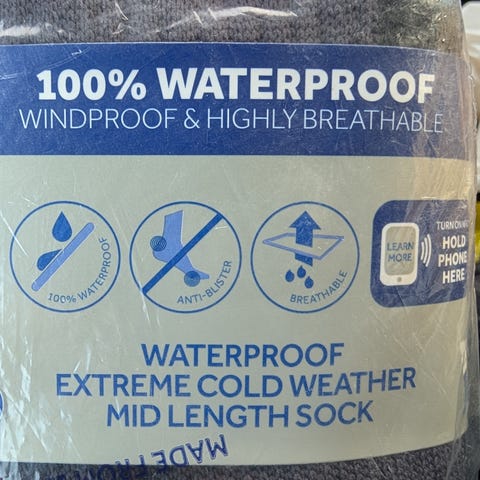 100% WATERPROOF
WINDPROOF & HIGHLY BREATHABLE
100% WATERPROOF
ANTI-BLISTER
BREATHABLE
LEARN
MORE
TURN ON
HOLD
PHONE
HERE
WATERPROOF
EXTREME COLD WEATHER
MID LENGTH SOCK
MADE FROM